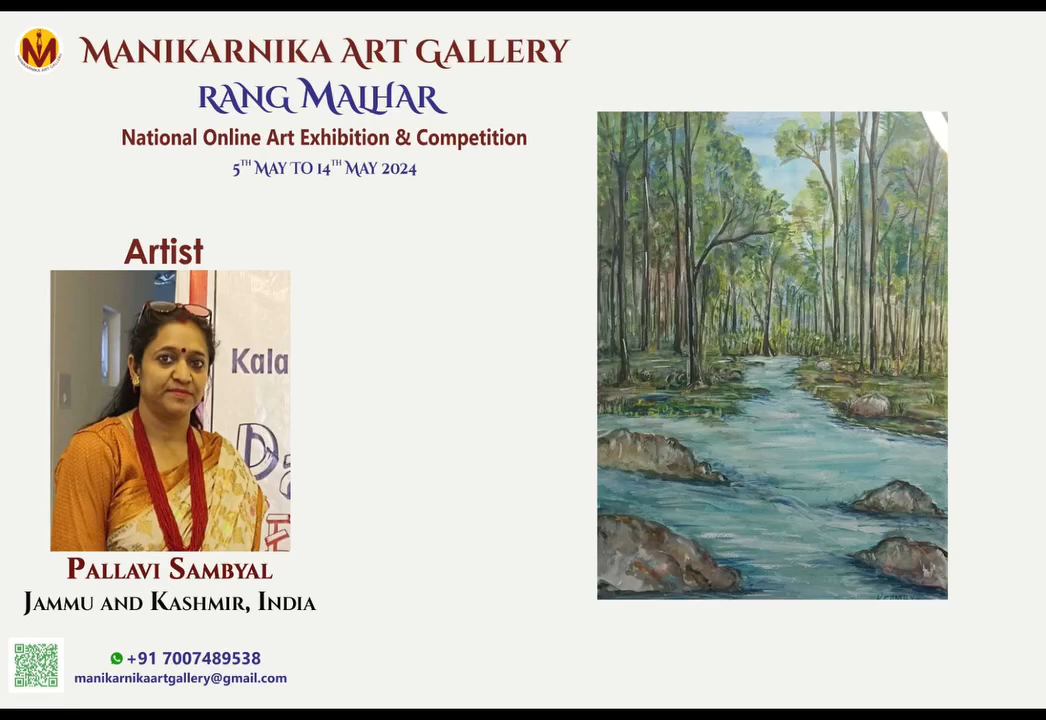 MANIKARNIKA ART GALLERY
RANG MALHAR
National Online Art Exhibition & Competition
5TH MAY TO 14TH MAY 2024
Artist
Kala
PALLAVI SAMBYAL
JAMMU AND KASHMIR, INDIA
+91 7007489538
manikarnikaartgallery@gmail.com